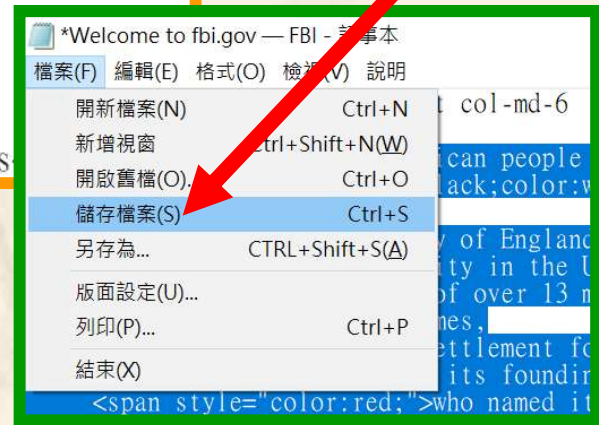 *Welcome to fbi.gov — FBI - 記事本
檔案(F) 編輯(E) 格式(O) 檢視(V) 說明
開新檔案(N) Ctrl+N
t col-md-6
新增視窗 Ctrl+Shift+N(W)
ican people
開啟舊檔(O)... Ctrl+O
lack;color:w
儲存檔案(S) Ctrl+S
另存為... CTRL+Shift+S(A)
y of England
ity in the U
版面設定(U)...
of over 13 m
列印(P)... Ctrl+P
mes,
ettlement fo
結束(X)
its foundin
<span style="color:red;">who named it